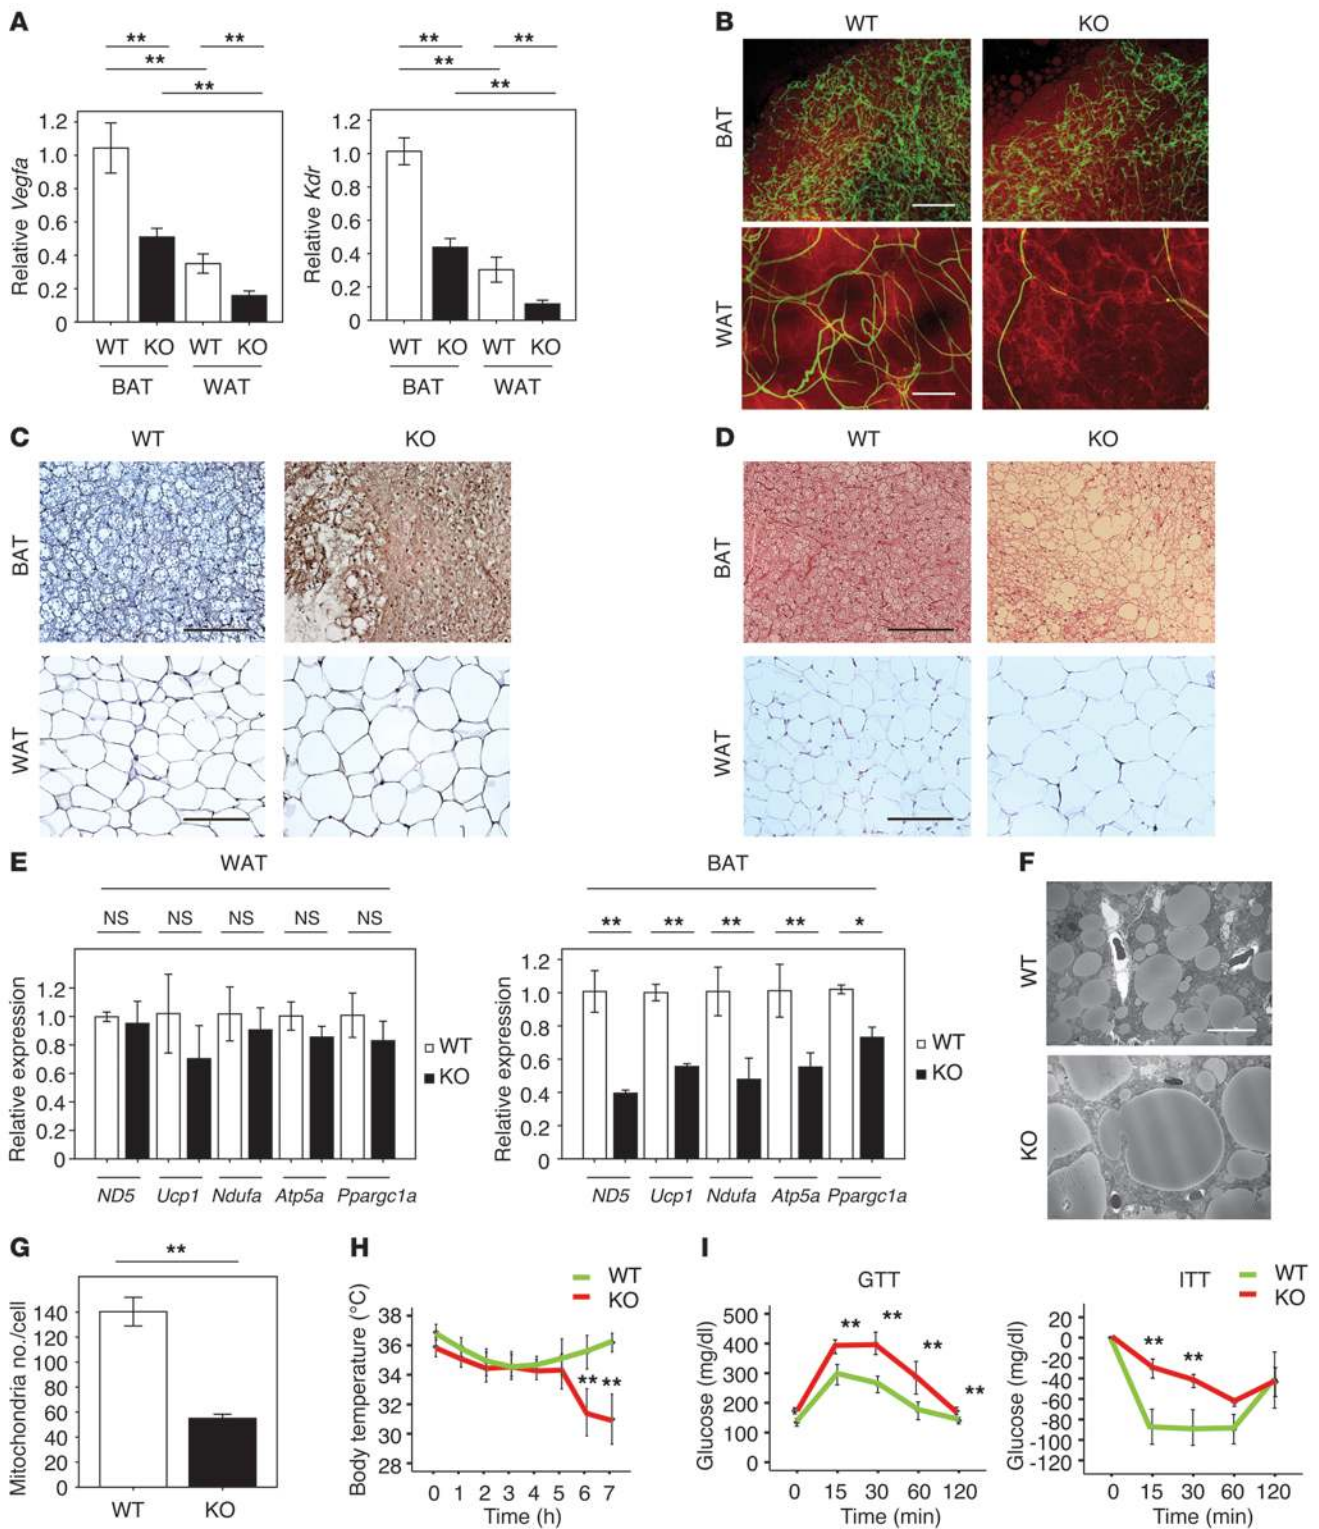 A
** **
**
**
Relative Vegfa
1.2
1.0
0.8
0.6
0.4
0.2
0
WT KO WT KO
BAT WAT
** **
**
**
Relative Kdr
1.2
1.0
0.8
0.6
0.4
0.2
0
WT KO WT KO
BAT WAT
B
WT KO
BAT
WAT
C
WT KO
BAT
WAT
D
WT KO
BAT
WAT
E
WAT
NS NS NS NS NS
Relative expression
1.2
1.0
0.8
0.6
0.4
0.2
0
WT
KO
ND5 Ucp1 Ndufa Atp5a Ppargc1a
BAT
** ** ** ** *
Relative expression
1.2
1.0
0.8
0.6
0.4
0.2
0
WT
KO
ND5 Ucp1 Ndufa Atp5a Ppargc1a
F
WT
KO
G
**
Mitochondria no./cell
140
120
100
80
60
40
20
0
WT KO
H
WT
KO
Body temperature (°C)
38
36
34
32
30
28
** **
0 1 2 3 4 5 6 7
Time (h)
I
GTT
Glucose (mg/dl)
500
400
300
200
100
0
** ** ** **
0 15 30 60 120
Time (min)
ITT
WT
KO
Glucose (mg/dl)
20
0
-20
-40
-60
-80
-100
-120
** **
0 15 30 60 120
Time (min)